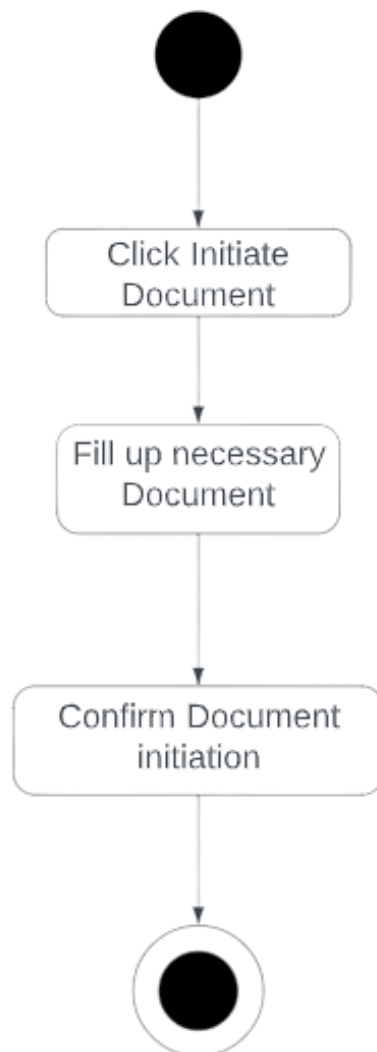 Click Initiate
Document
Fill up necessary
Document
Confirm Document
initiation